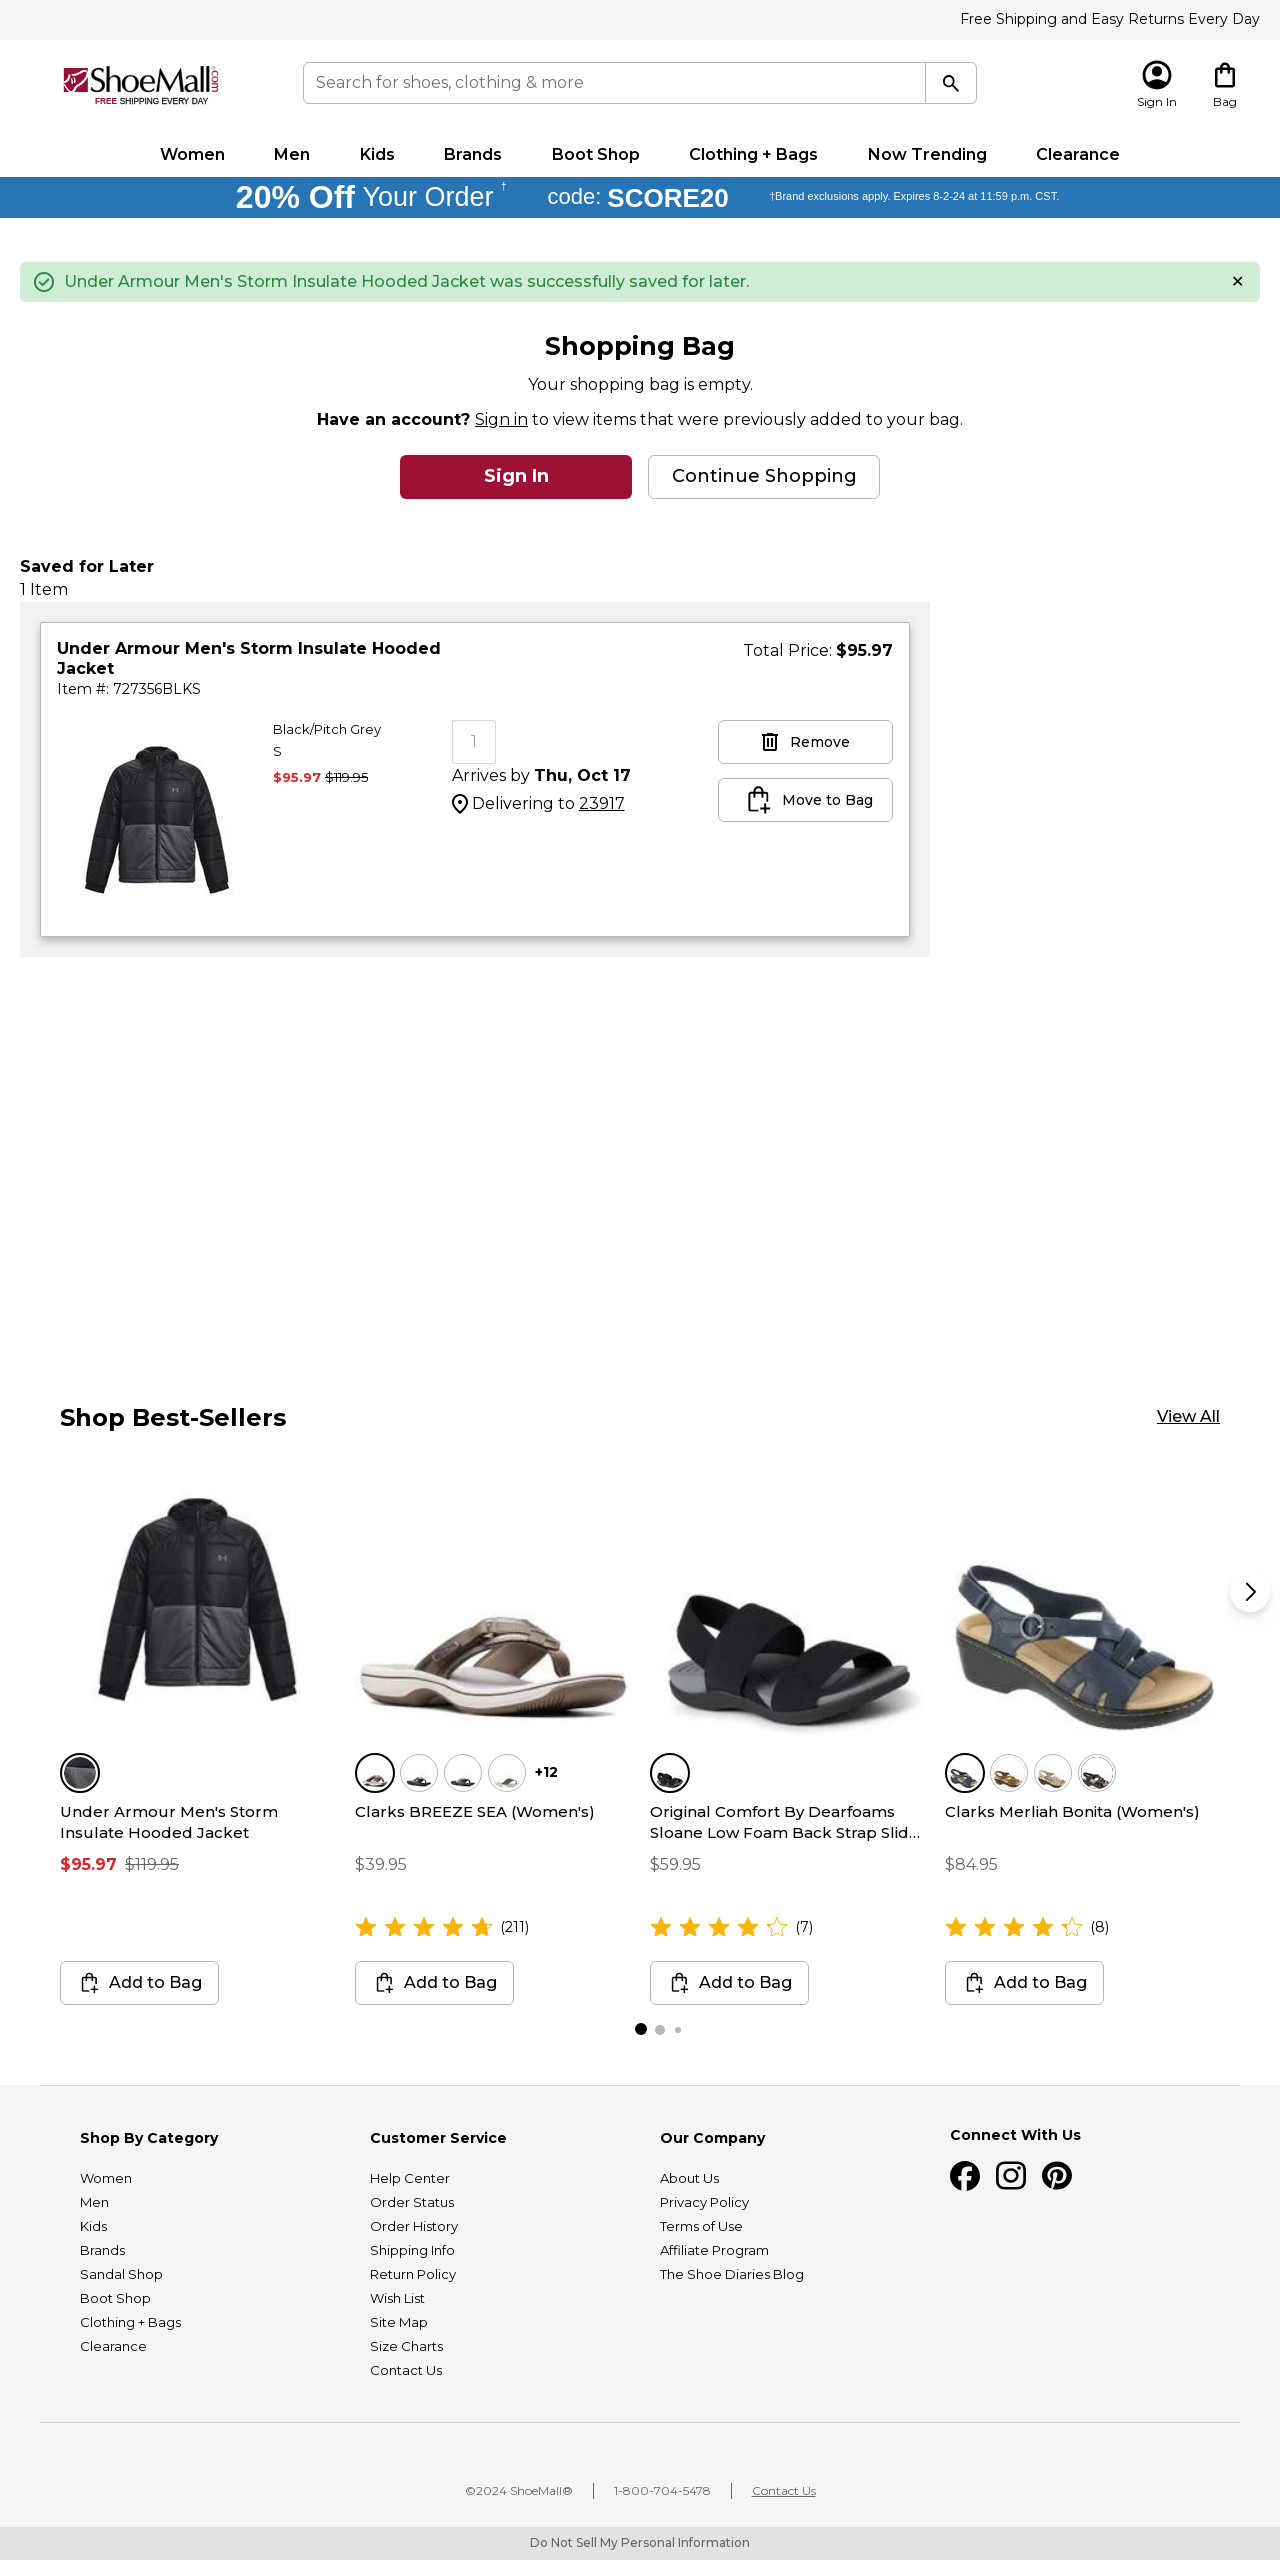 Free Shipping and Easy Returns Every Day
ShoeMall.com
FREE SHIPPING EVERY DAY
Search for shoes, clothing & more
Sign In
Bag
Women Men Kids Brands Boot Shop Clothing + Bags Now Trending Clearance
20% Off Your Order † code: SCORE20 †Brand exclusions apply. Expires 8-2-24 at 11:59 p.m. CST.
Under Armour Men's Storm Insulate Hooded Jacket was successfully saved for later.
Shopping Bag
Your shopping bag is empty.
Have an account? Sign in to view items that were previously added to your bag.
Sign In
Continue Shopping
Saved for Later
1 Item
Under Armour Men's Storm Insulate Hooded
Jacket
Item #: 727356BLKS
Total Price: $95.97
Black/Pitch Grey
S
$95.97 $119.95
1
Arrives by Thu, Oct 17
Delivering to 23917
Remove
Move to Bag
Shop Best-Sellers
View All
Under Armour Men's Storm
Insulate Hooded Jacket
$95.97 $119.95
Add to Bag
+12
Clarks BREEZE SEA (Women's)
$39.95
(211)
Add to Bag
Original Comfort By Dearfoams
Sloane Low Foam Back Strap Slid...
$59.95
(7)
Add to Bag
Clarks Merliah Bonita (Women's)
$84.95
(8)
Add to Bag
Shop By Category
Women
Men
Kids
Brands
Sandal Shop
Boot Shop
Clothing + Bags
Clearance
Customer Service
Help Center
Order Status
Order History
Shipping Info
Return Policy
Wish List
Site Map
Size Charts
Contact Us
Our Company
About Us
Privacy Policy
Terms of Use
Affiliate Program
The Shoe Diaries Blog
Connect With Us
©2024 ShoeMall® 1-800-704-5478 Contact Us
Do Not Sell My Personal Information